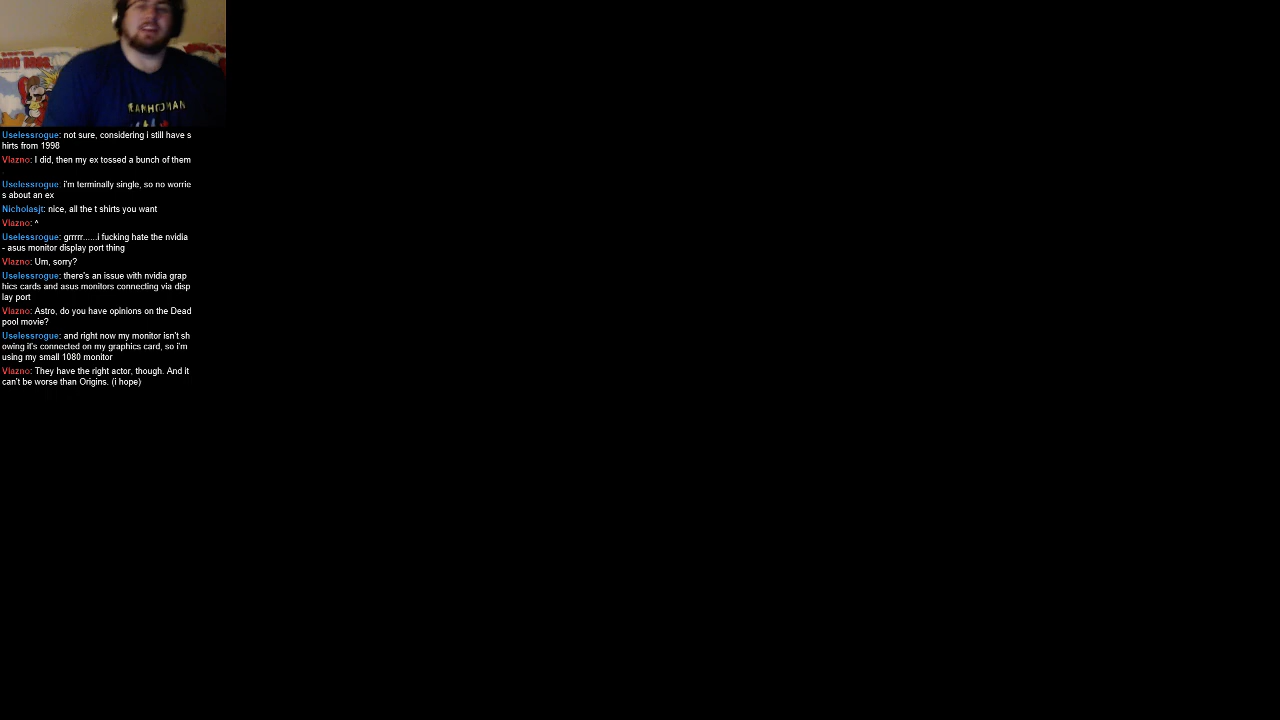 Uselessrogue: not sure, considering i still have s
hirts from 1998
Vlazno: I did, then my ex tossed a bunch of them
.
Uselessrogue: i'm terminally single, so no worrie
s about an ex
Nicholasjt: nice, all the t shirts you want
Vlazno: ^
Uselessrogue: grrrrr......i fucking hate the nvidia
- asus monitor display port thing
Vlazno: Um, sorry?
Uselessrogue: there's an issue with nvidia grap
hics cards and asus monitors connecting via disp
lay port
Vlazno: Astro, do you have opinions on the Dead
pool movie?
Uselessrogue: and right now my monitor isn't sh
owing it's connected on my graphics card, so i'm
using my small 1080 monitor
Vlazno: They have the right actor, though. And it
can't be worse than Origins. (i hope)